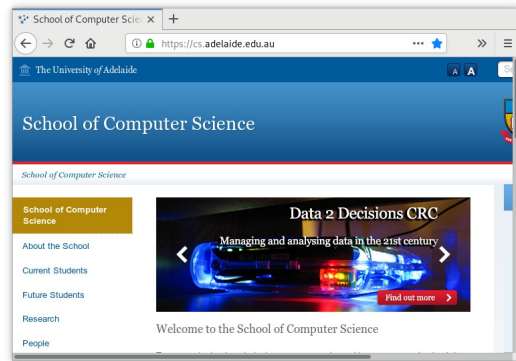 School of Computer Scie
https://cs.adelaide.edu.au
The University of Adelaide
A A
School of Computer Science
School of Computer Science
School of Computer Science
About the School
Current Students
Future Students
Research
People
Data 2 Decisions CRC
Managing and analysing data in the 21st century
Find out more
Welcome to the School of Computer Science